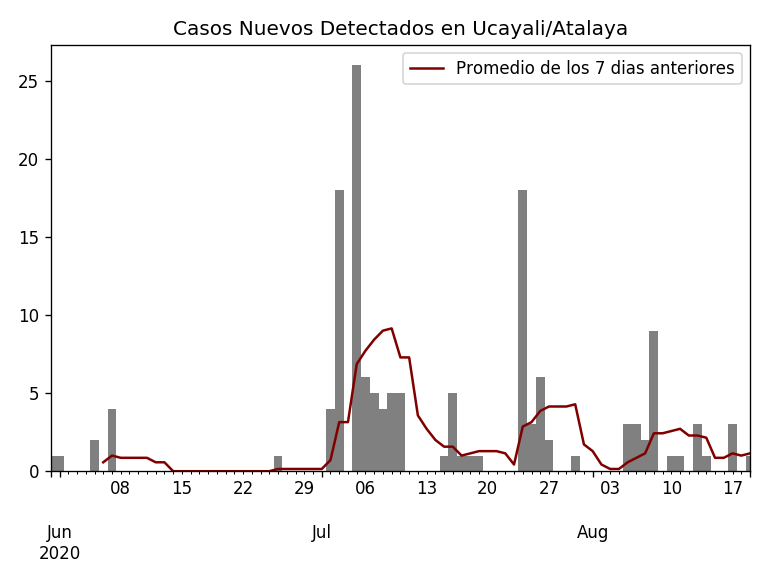 Casos Nuevos Detectados en Ucayali/Atalaya
Promedio de los 7 dias anteriores
25
20
15
10
5
0
08 15 22 29 06 13 20 27 03 10 17
Jun Jul Aug
2020